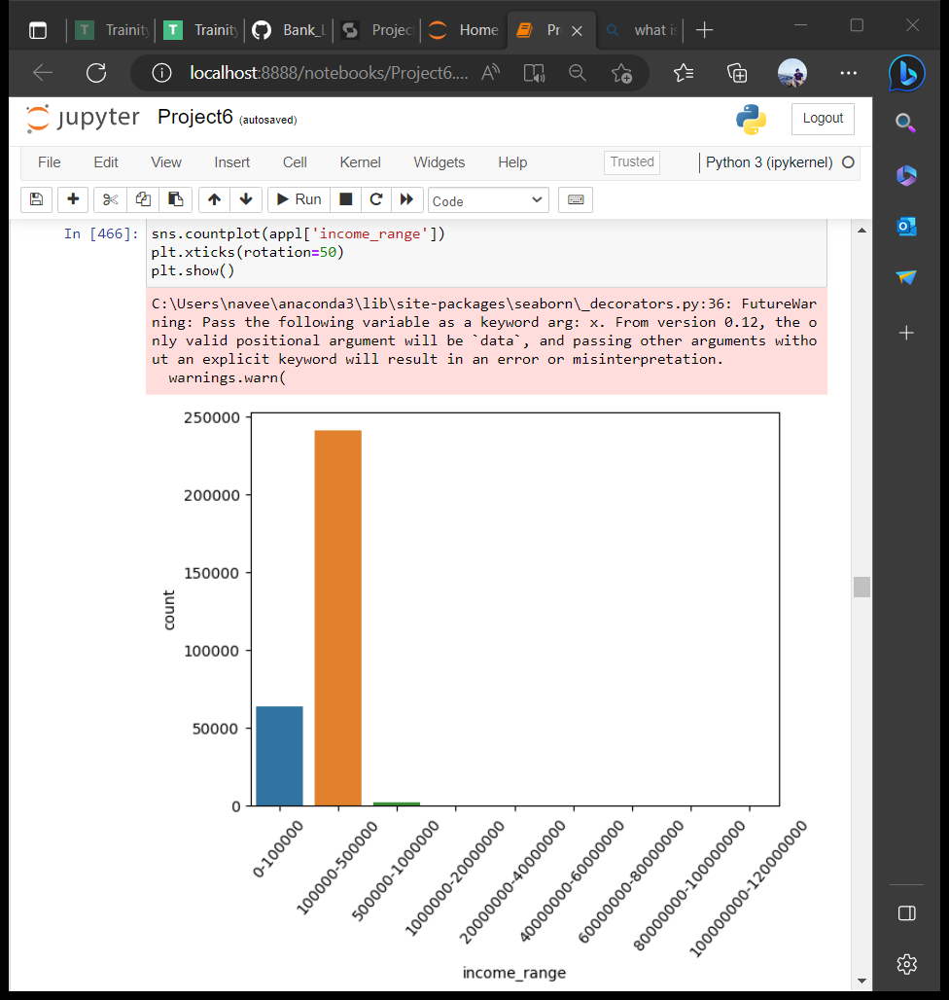 Trainity
Trainity
Bank_L
Project
Home
Pr
what is
localhost:8888/notebooks/Project6....
jupyter Project6 (autosaved)
Logout
File Edit View Insert Cell Kernel Widgets Help Trusted Python 3 (ipykernel)
Run Code
In [466]: sns.countplot(appl['income_range'])
plt.xticks(rotation=50)
plt.show()
C:\Users\navee\anaconda3\lib\site-packages\seaborn\_decorators.py:36: FutureWar
ning: Pass the following variable as a keyword arg: x. From version 0.12, the o
nly valid positional argument will be `data`, and passing other arguments witho
ut an explicit keyword will result in an error or misinterpretation.
warnings.warn(
250000
200000
150000
100000
50000
0
count
0-100000
100000-500000
500000-1000000
1000000-20000000
20000000-40000000
40000000-60000000
60000000-80000000
80000000-100000000
100000000-120000000
income_range